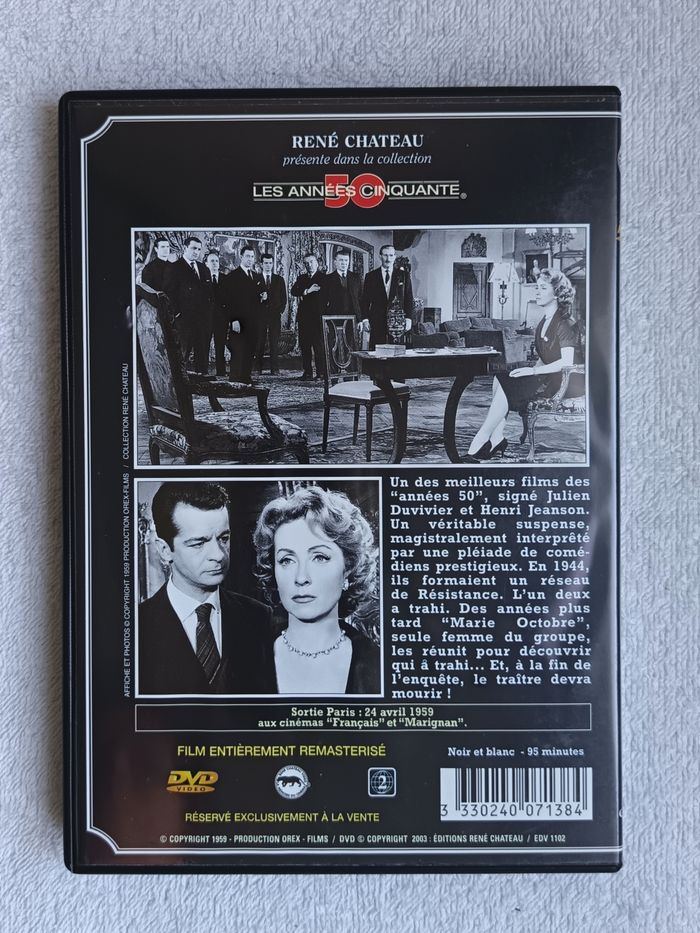 RENÉ CHATEAU
présente dans la collection
50
LES ANNÉES CINQUANTE®
AFFICHE ET PHOTOS © COPYRIGHT 1959 PRODUCTION OREX-FILMS / COLLECTION RENÉ CHATEAU
Un des meilleurs films des
"années 50", signé Julien
Duvivier et Henri Jeanson.
Un véritable suspense,
magistralement interprêté
par une pléiade de comé-
diens prestigieux. En 1944,
ils formaient un réseau
de Résistance. L'un deux
a trahi. Des années plus
tard "Marie Octobre",
seule femme du groupe,
les réunit pour découvrir
qui â trahi... Et, à la fin de
l'enquête, le traître devra
mourir !
Sortie Paris : 24 avril 1959
aux cinémas "Français" et "Marignan".
FILM ENTIÈREMENT REMASTERISÉ
Noir et blanc - 95 minutes
DVD
VIDEO
2
3 330240 071384
RÉSERVÉ EXCLUSIVEMENT À LA VENTE
© COPYRIGHT 1959 - PRODUCTION OREX - FILMS / DVD © COPYRIGHT 2003 : ÉDITIONS RENÉ CHATEAU / EDV 1102